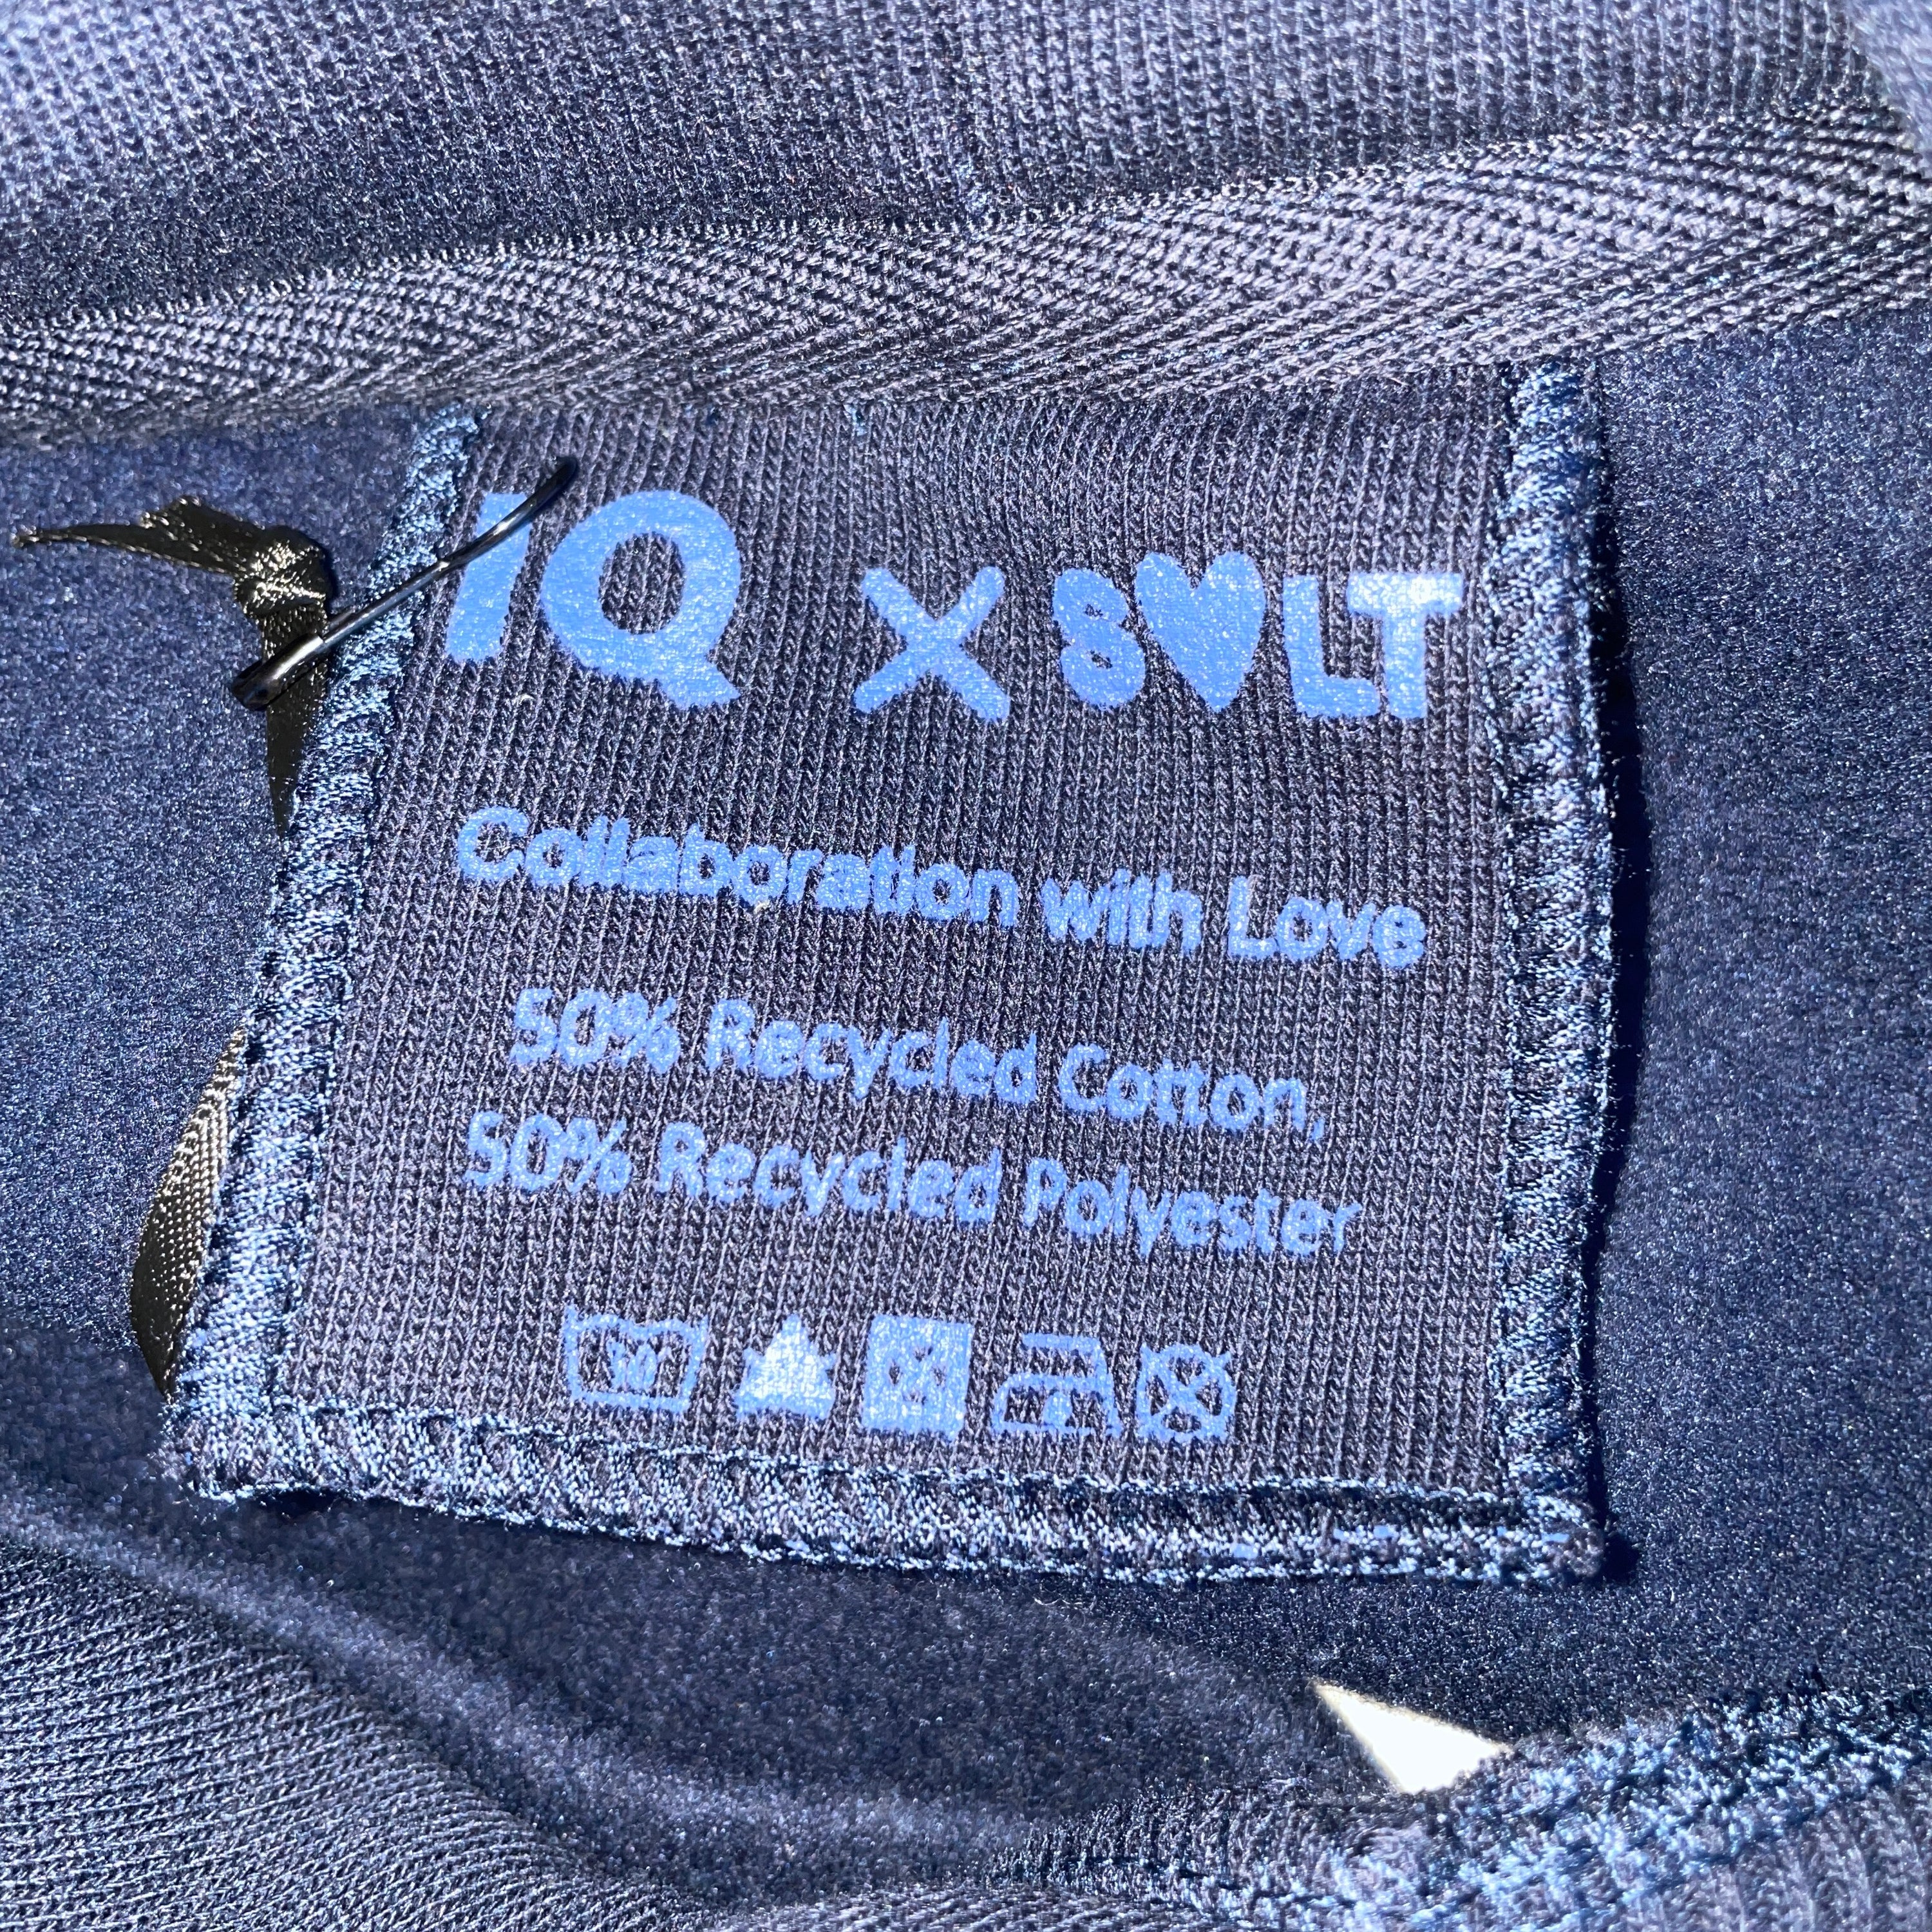 IQ X S♥LT
Collaboration with Love
50% Recycled Cotton,
50% Recycled Polyester